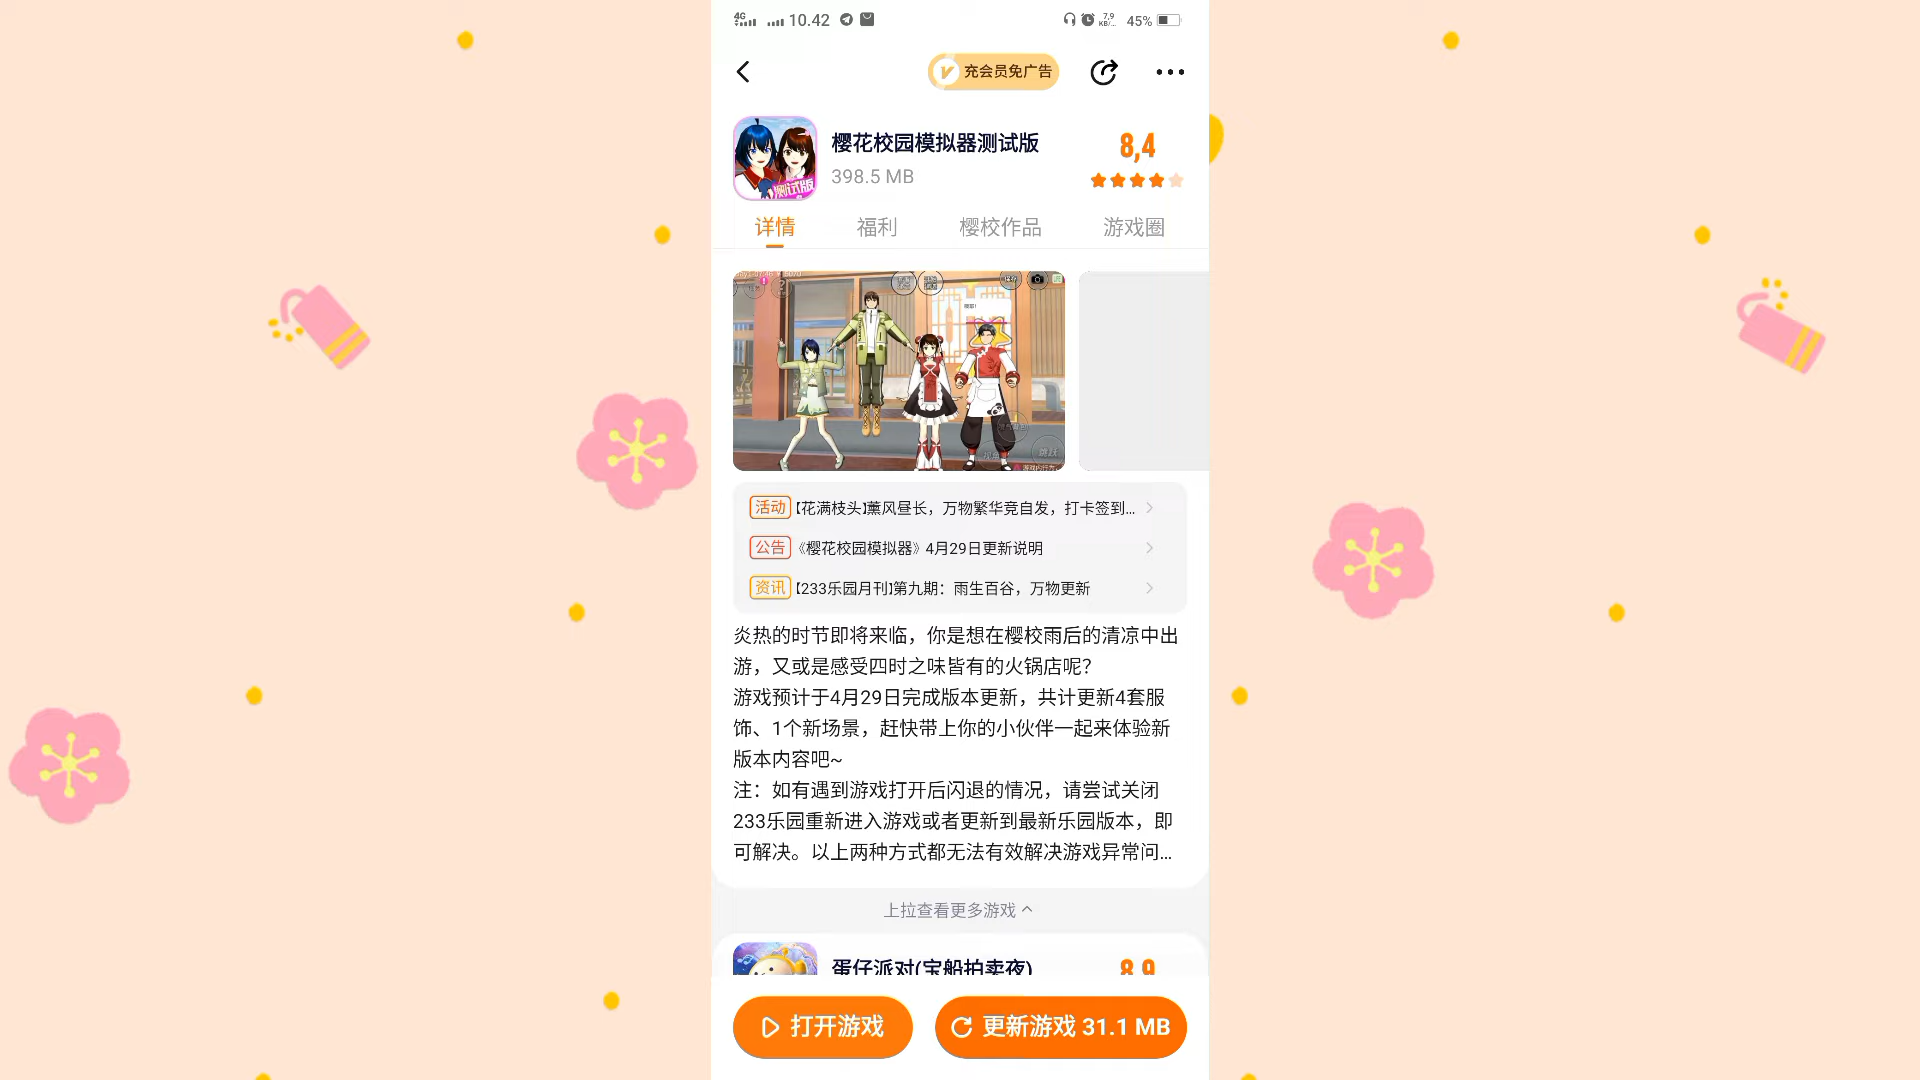 4G 10.42 7.9 KB/... 45%
充会员免广告
樱花校园模拟器测试版
8,4
398.5 MB
测试版
详情 福利 樱校作品 游戏圈
跳跃
活动 【花满枝头】薰风昼长，万物繁华竞自发，打卡签到...
公告 《樱花校园模拟器》4月29日更新说明
资讯 【233乐园月刊】第九期：雨生百谷，万物更新
炎热的时节即将来临，你是想在樱校雨后的清凉中出
游，又或是感受四时之味皆有的火锅店呢？
游戏预计于4月29日完成版本更新，共计更新4套服
饰、1个新场景，赶快带上你的小伙伴一起来体验新
版本内容吧~
注：如有遇到游戏打开后闪退的情况，请尝试关闭
233乐园重新进入游戏或者更新到最新乐园版本，即
可解决。以上两种方式都无法有效解决游戏异常问...
上拉查看更多游戏
蛋仔派对(宝船拍卖夜) 8.9
打开游戏 更新游戏 31.1 MB